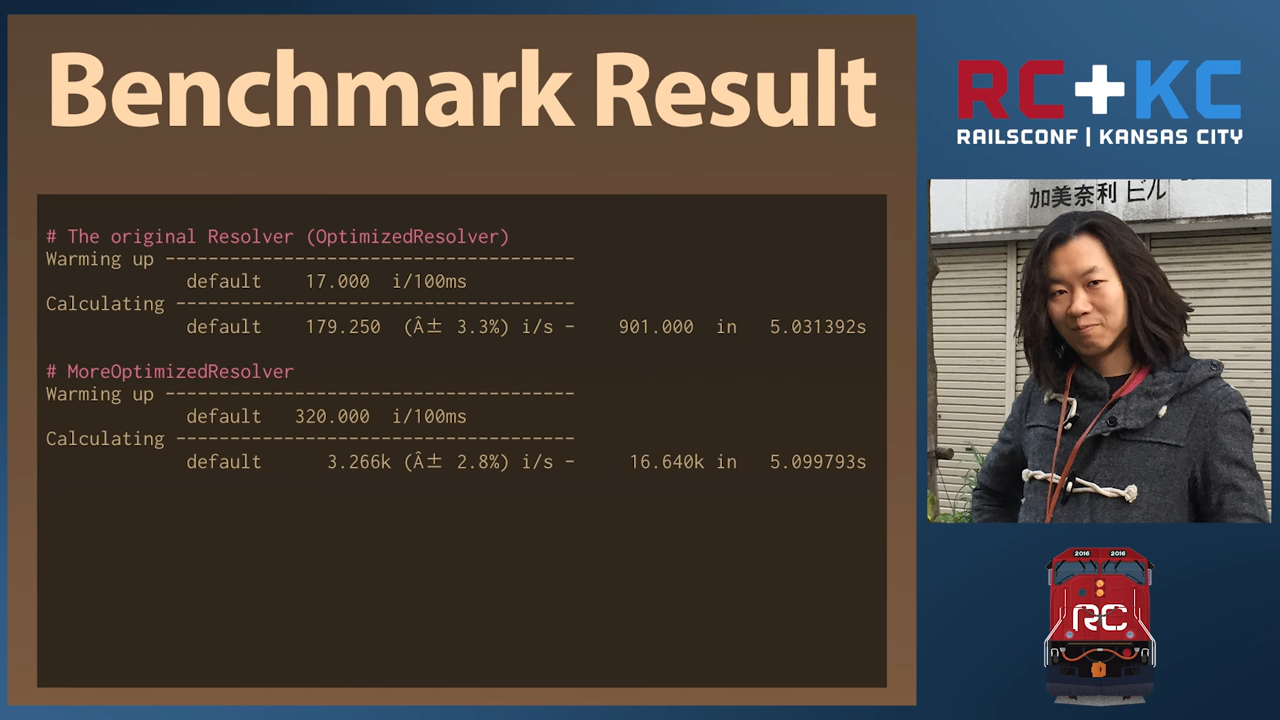 Benchmark Result
# The original Resolver (OptimizedResolver)
Warming up --------------------------------------
default 17.000 i/100ms
Calculating -------------------------------------
default 179.250 (Â± 3.3%) i/s - 901.000 in 5.031392s
# MoreOptimizedResolver
Warming up --------------------------------------
default 320.000 i/100ms
Calculating -------------------------------------
default 3.266k (Â± 2.8%) i/s - 16.640k in 5.099793s
RC+KC
RAILSCONF | KANSAS CITY
加美奈利 ビル
2016 2016
RC